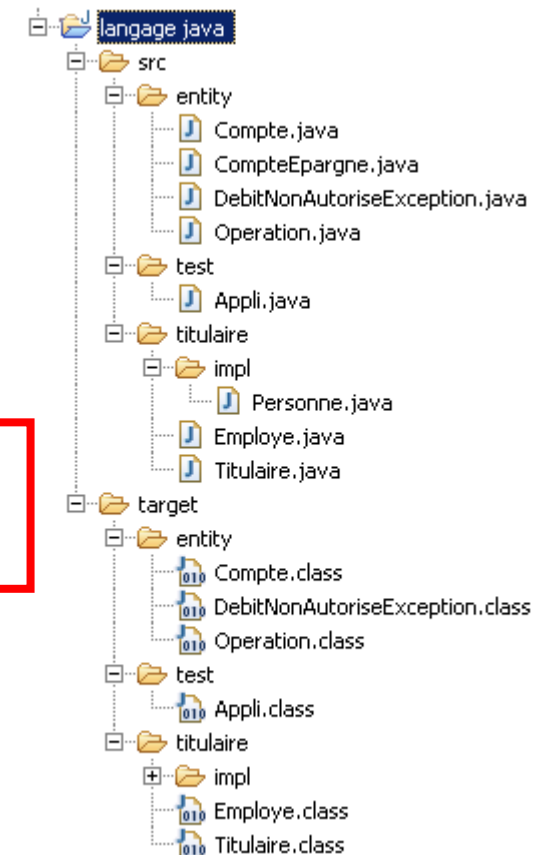 langage java
src
entity
Compte.java
CompteEpargne.java
DebitNonAutoriseException.java
Operation.java
test
Appli.java
titulaire
impl
Personne.java
Employe.java
Titulaire.java
target
entity
Compte.class
DebitNonAutoriseException.class
Operation.class
test
Appli.class
titulaire
impl
Employe.class
Titulaire.class